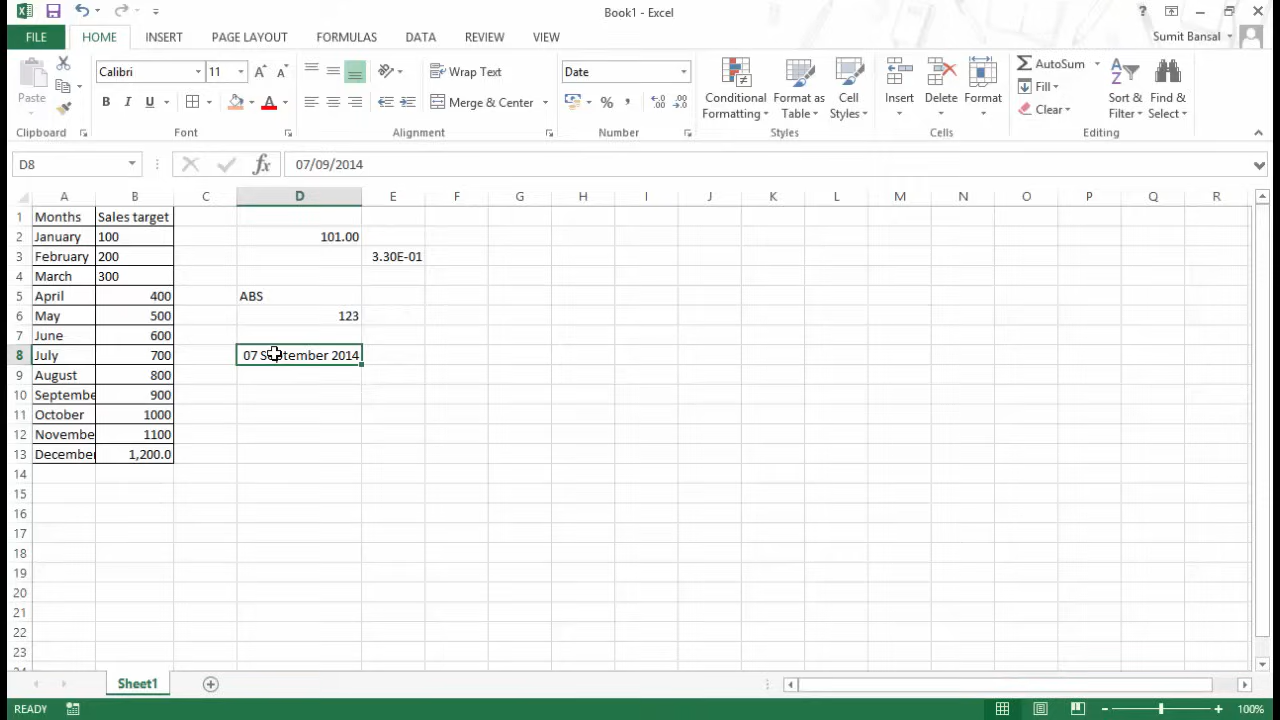 Book1 - Excel
?
FILE HOME INSERT PAGE LAYOUT FORMULAS DATA REVIEW VIEW Sumit Bansal
Paste
Calibri 11
B I U
Wrap Text
Merge & Center
Date
%
Conditional Formatting
Format as Table
Cell Styles
Insert
Delete
Format
AutoSum
Fill
Clear
Sort & Filter
Find & Select
Clipboard Font Alignment Number Styles Cells Editing
D8 fx 07/09/2014
A B C D E F G H I J K L M N O P Q R
1 Months Sales target
2 January 100 101.00
3 February 200 3.30E-01
4 March 300
5 April 400 ABS
6 May 500 123
7 June 600
8 July 700 07 September 2014
9 August 800
10 Septembe 900
11 October 1000
12 Novembe 1100
13 December 1,200.0
14
15
16
17
18
19
20
21
22
23
Sheet1
READY 100%